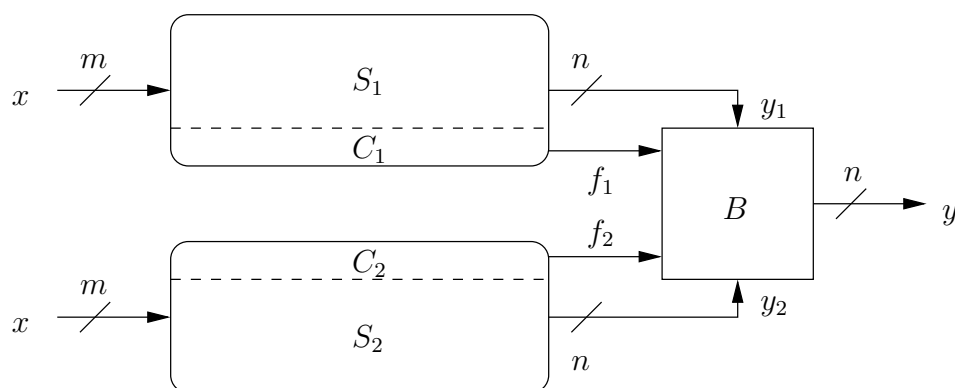 m
n
x
S₁
y₁
C₁
f₁
n
B
y
f₂
C₂
m
y₂
x
S₂
n